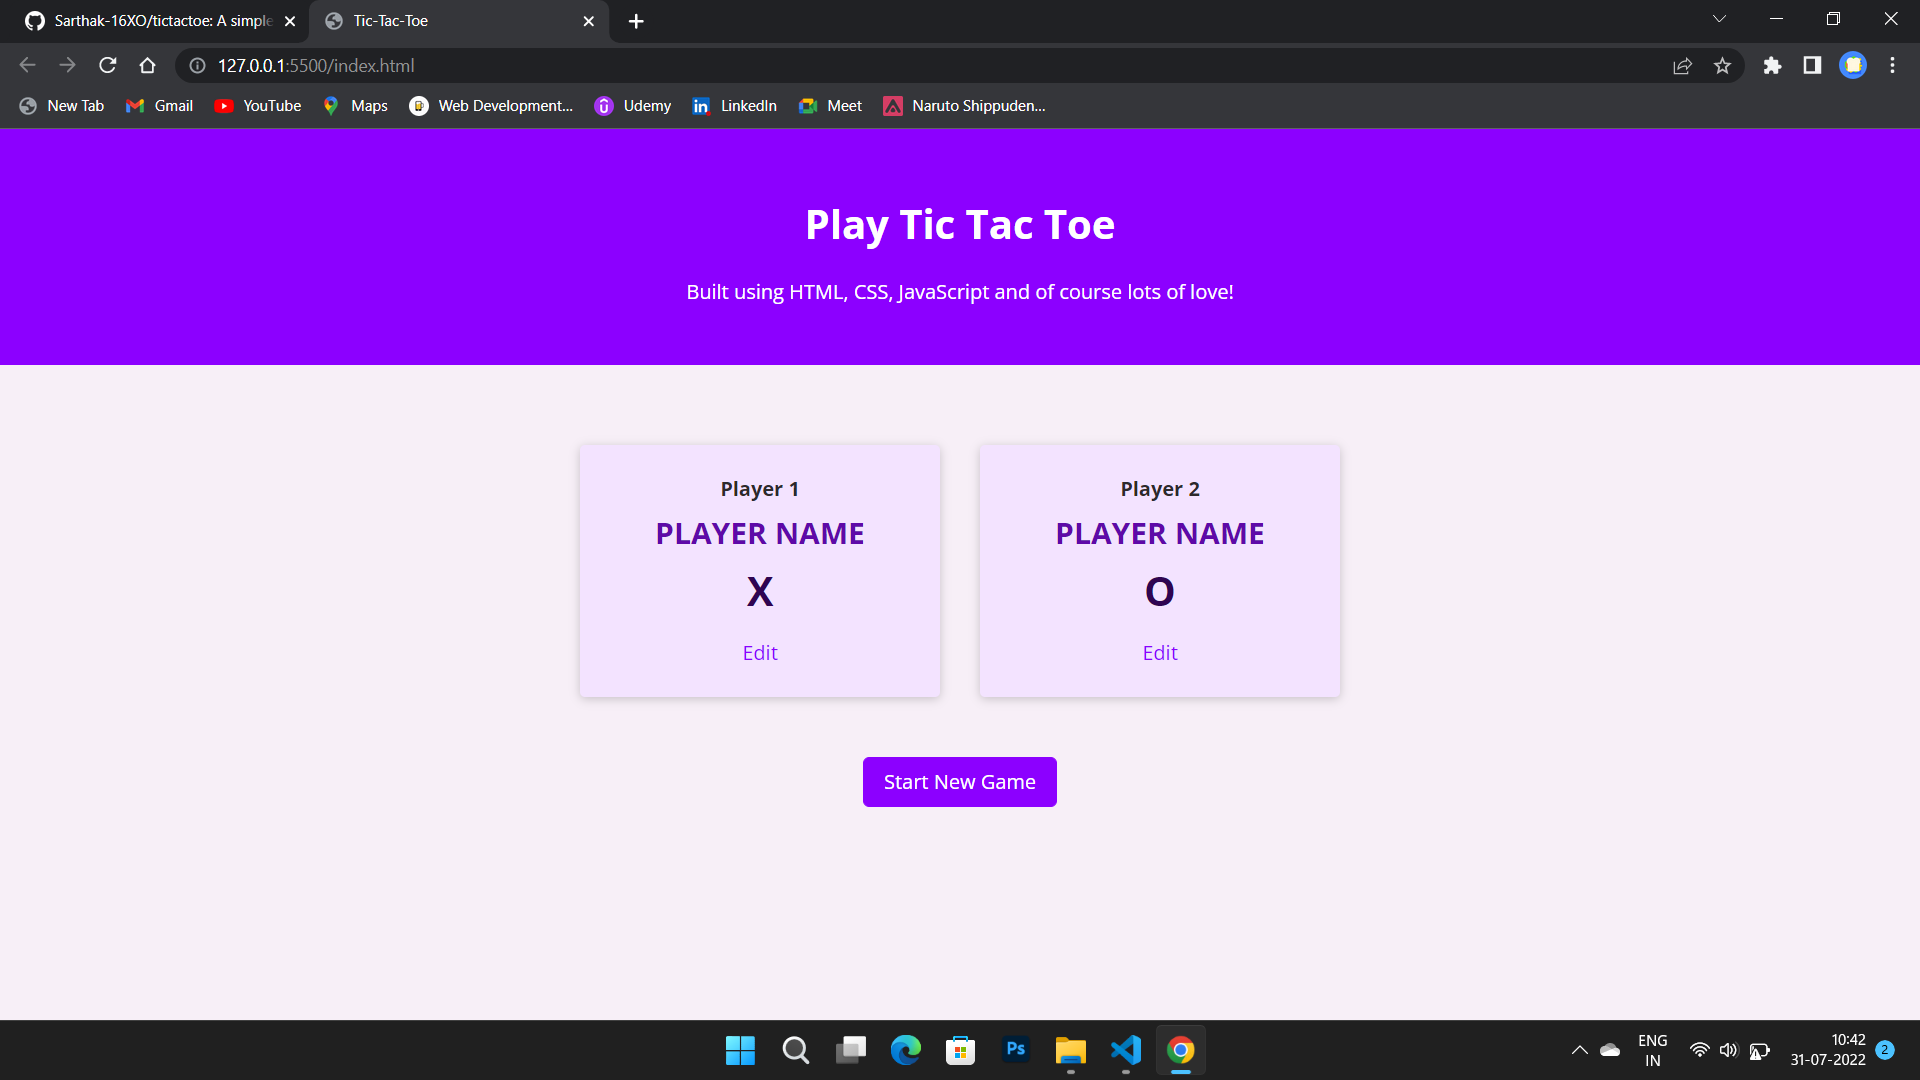 Sarthak-16XO/tictactoe: A simple
Tic-Tac-Toe
127.0.0.1:5500/index.html
New Tab
Gmail
YouTube
Maps
Web Development...
Udemy
LinkedIn
Meet
Naruto Shippuden...
Play Tic Tac Toe
Built using HTML, CSS, JavaScript and of course lots of love!
Player 1
PLAYER NAME
X
Edit
Player 2
PLAYER NAME
O
Edit
Start New Game
Ps
ENG
IN
10:42
31-07-2022
2